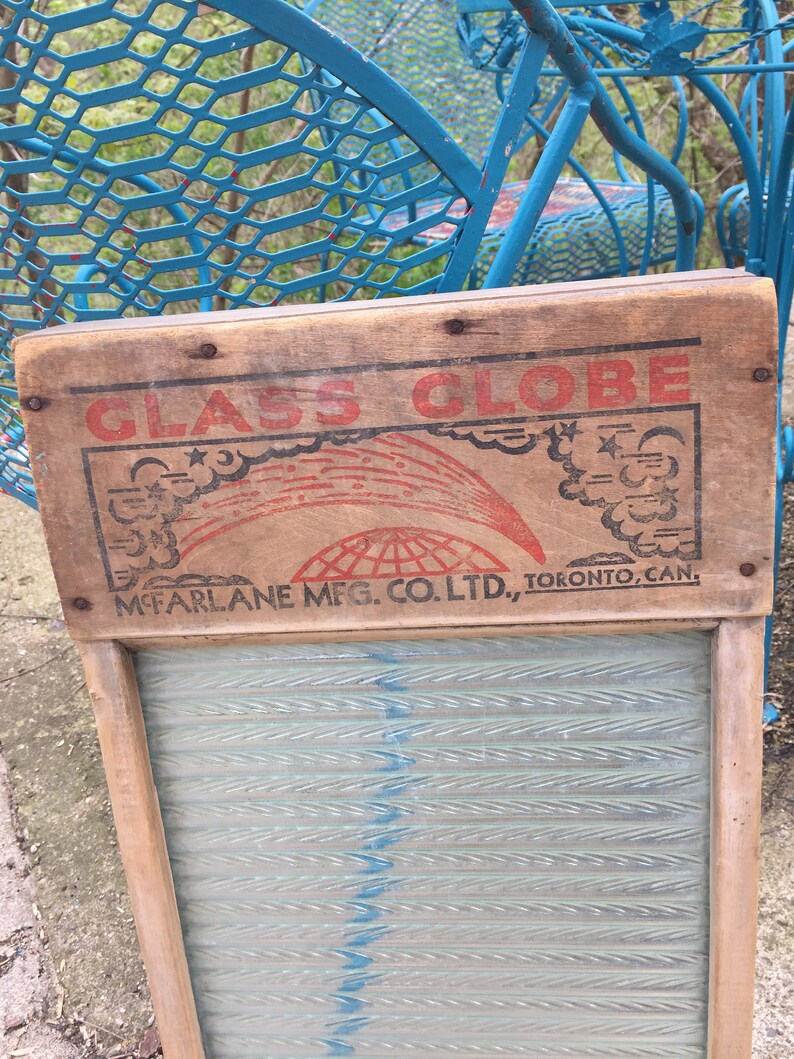 GLASS GLOBE
McFARLANE MFG. CO. LTD., TORONTO, CAN.